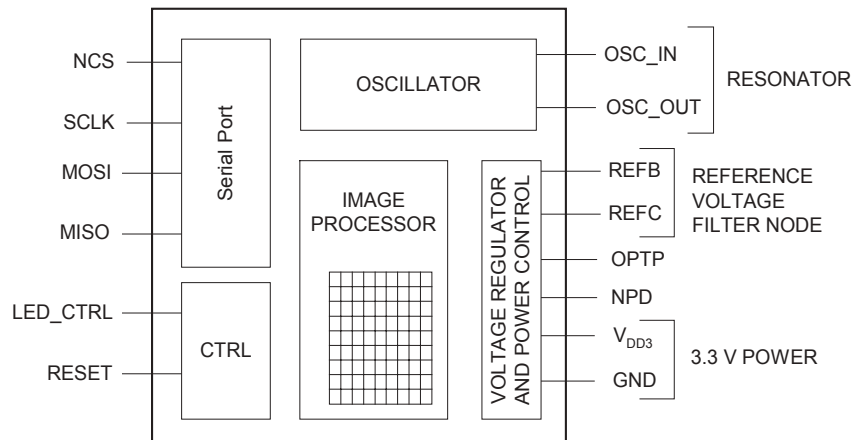 NCS
SCLK
MOSI
MISO
LED_CTRL
RESET
Serial Port
CTRL
OSCILLATOR
IMAGE
PROCESSOR
VOLTAGE REGULATOR
AND POWER CONTROL
OSC_IN
OSC_OUT
RESONATOR
REFB
REFC
REFERENCE
VOLTAGE
FILTER NODE
OPTP
NPD
VDD3
GND
3.3 V POWER